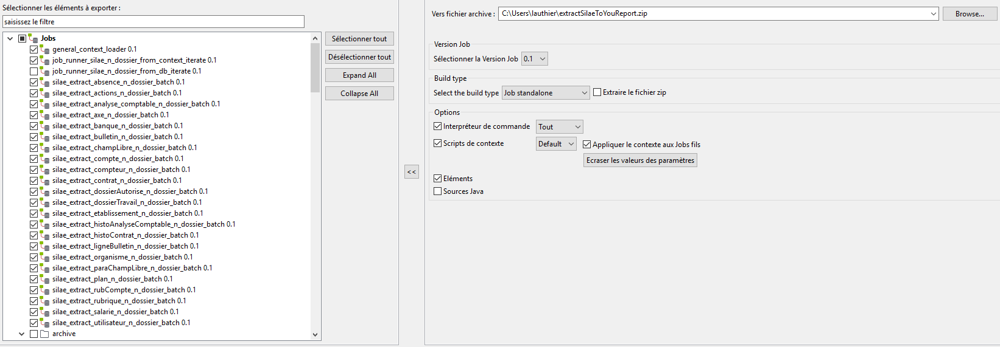 Sélectionner les éléments à exporter :
saisissez le filtre
Jobs
general_context_loader 0.1
job_runner_silae_n_dossier_from_context_iterate 0.1
job_runner_silae_n_dossier_from_db_iterate 0.1
silae_extract_absence_n_dossier_batch 0.1
silae_extract_actions_n_dossier_batch 0.1
silae_extract_analyse_comptable_n_dossier_batch 0.1
silae_extract_axe_n_dossier_batch 0.1
silae_extract_banque_n_dossier_batch 0.1
silae_extract_bulletin_n_dossier_batch 0.1
silae_extract_champLibre_n_dossier_batch 0.1
silae_extract_compte_n_dossier_batch 0.1
silae_extract_compteur_n_dossier_batch 0.1
silae_extract_contrat_n_dossier_batch 0.1
silae_extract_dossierAutorise_n_dossier_batch 0.1
silae_extract_dossierTravail_n_dossier_batch 0.1
silae_extract_etablissement_n_dossier_batch 0.1
silae_extract_histoAnalyseComptable_n_dossier_batch 0.1
silae_extract_histoContrat_n_dossier_batch 0.1
silae_extract_ligneBulletin_n_dossier_batch 0.1
silae_extract_organisme_n_dossier_batch 0.1
silae_extract_paraChampLibre_n_dossier_batch 0.1
silae_extract_plan_n_dossier_batch 0.1
silae_extract_rubCompte_n_dossier_batch 0.1
silae_extract_rubrique_n_dossier_batch 0.1
silae_extract_salarie_n_dossier_batch 0.1
silae_extract_utilisateur_n_dossier_batch 0.1
archive
Sélectionner tout
Désélectionner tout
Expand All
Collapse All
<<
Vers fichier archive : C:\Users\lauthier\extractSilaeToYouReport.zip Browse...
Version Job
Sélectionner la Version Job 0.1
Build type
Select the build type Job standalone Extraire le fichier zip
Options
Interpréteur de commande Tout
Scripts de contexte Default Appliquer le contexte aux Jobs fils
Ecraser les valeurs des paramètres
Eléments
Sources Java